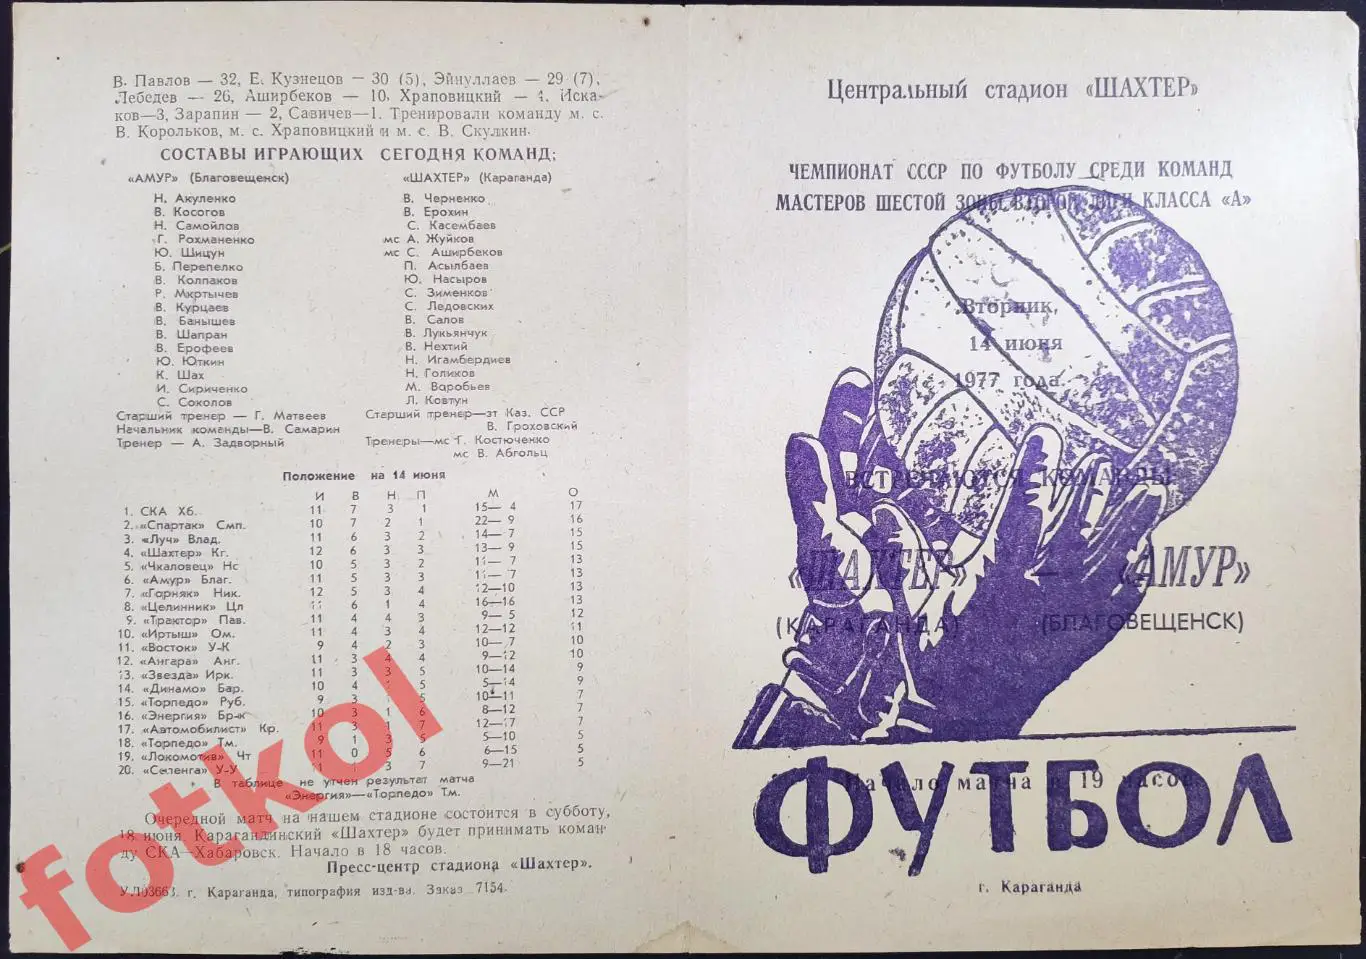 В. Павлов — 32, Е. Кузнецов — 30 (5), Эйнуллаев — 29 (7),
Лебедев — 26, Аширбеков — 10, Храповицкий — 4, Иска-
ков—3, Зарапин — 2, Савичев—1. Тренировали команду м. с.
В. Корольков, м. с. Храповицкий и м. с. В. Скулкин.
СОСТАВЫ ИГРАЮЩИХ СЕГОДНЯ КОМАНД:
«АМУР» (Благовещенск)
Н. Акуленко
В. Косогов
Н. Самойлов
Г. Рохманенко
Ю. Шицун
Б. Перепелко
В. Колпаков
Р. Мкртычев
В. Курцаев
В. Банышев
В. Шапран
В. Ерофеев
Ю. Юткин
К. Шах
И. Сириченко
С. Соколов
Старший тренер — Г. Матвеев
Начальник команды—В. Самарин
Тренер — А. Задворный
«ШАХТЕР» (Караганда)
В. Черненко
В. Ерохин
С. Касембаев
мс А. Жуйков
мс С. Аширбеков
П. Асылбаев
Ю. Насыров
С. Зименков
С. Ледовских
В. Салов
В. Лукьянчук
В. Нехтий
Н. Игамбердиев
Н. Голиков
М. Воробьев
Л. Ковтун
Старший тренер—зт Каз. ССР
В. Гроховский
Тренеры—мс Г. Костюченко
мс В. Абгольц
Положение на 14 июня
И В Н П М О
1. СКА Хб. 11 7 3 1 15— 4 17
2. «Спартак» Смп. 10 7 2 1 22— 9 16
3. «Луч» Влад. 11 6 3 2 14— 7 15
4. «Шахтер» Кг. 12 6 3 3 13— 9 15
5. «Чкаловец» Нс 10 5 3 2 11— 7 13
6. «Амур» Благ. 11 5 3 3 11— 7 13
7. «Горняк» Ник. 12 5 3 4 12—10 13
8. «Целинник» Цл 11 6 1 4 16—16 13
9. «Трактор» Пав. 11 4 4 3 9— 5 12
10. «Иртыш» Ом. 11 4 3 4 12—12 11
11. «Восток» У-К 9 4 2 3 10— 7 10
12. «Ангара» Анг. 11 3 4 4 9—12 10
13. «Звезда» Ирк. 11 3 3 5 10—14 9
14. «Динамо» Бар. 10 4 5 5—14 9
15. «Торпедо» Руб. 9 3 5 10—11 7
16. «Энергия» Бр-к 10 3 1 6 8—12 7
17. «Автомобилист» Кр. 11 3 1 7 12—17 7
18. «Торпедо» Тм. 9 1 3 5 5—10 5
19. «Локомотив» Чт 11 0 5 6 6—15 5
20. «Селенга» У-У 11 1 3 7 9—21 5
В таблице не учтен результат матча
«Энергия»—«Торпедо» Тм.
Очередной матч на нашем стадионе состоится в субботу,
18 июня. Карагандинский «Шахтер» будет принимать коман-
ду СКА—Хабаровск. Начало в 18 часов.
Пресс-центр стадиона «Шахтер».
УЛ03663. г. Караганда, типография изд-ва. Заказ 7154.
Центральный стадион «ШАХТЕР»
ЧЕМПИОНАТ СССР ПО ФУТБОЛУ СРЕДИ КОМАНД
МАСТЕРОВ ШЕСТОЙ ЗОНЫ ВТОРОЙ ЛИГИ КЛАССА «А»
Вторник,
14 июня
1977 года.
ВСТРЕЧАЮТСЯ КОМАНДЫ
«ШАХТЕР» — «АМУР»
(КАРАГАНДА) (БЛАГОВЕЩЕНСК)
Начало матча в 19 часов
ФУТБОЛ
г. Караганда
fotkol